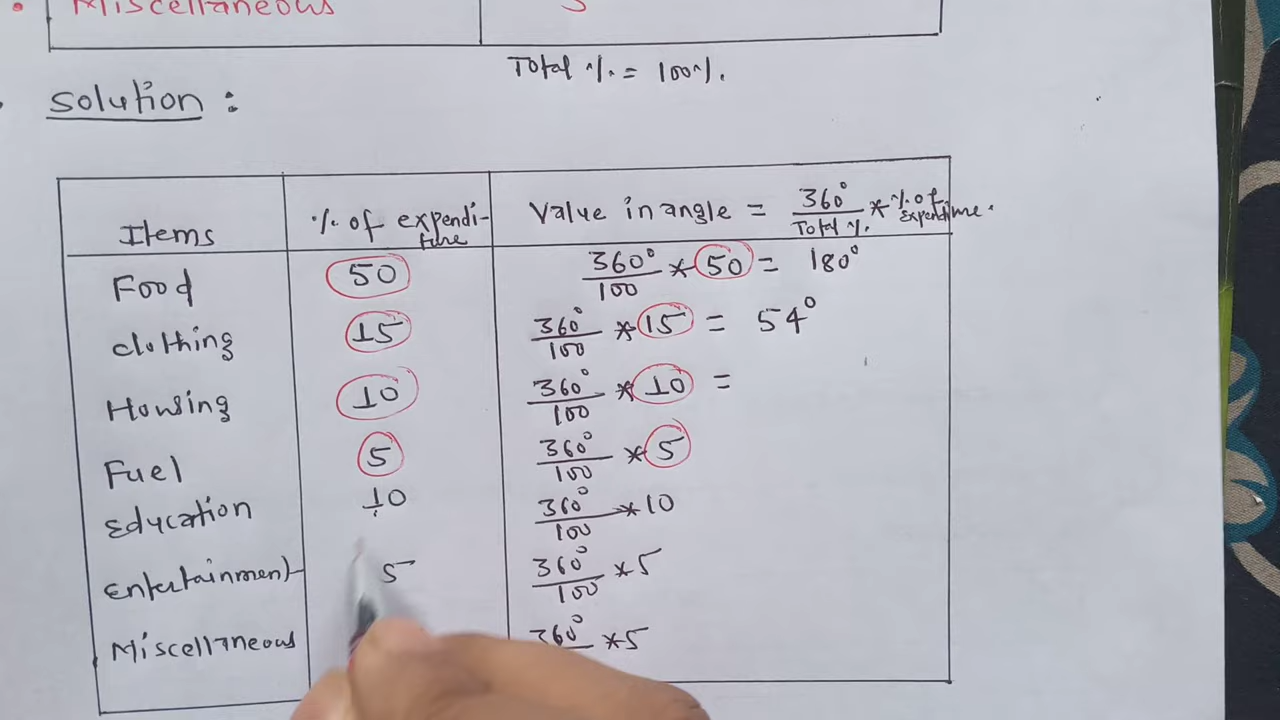 Miscellaneous
Total % = 100%.
Solution :
Items % of expendi-ture Value in angle = 360° / Total % * % of Expenditure.
Food 50 360°/100 * 50 = 180°
clothing 15 360°/100 * 15 = 54°
Housing 10 360°/100 * 10 =
Fuel 5 360°/100 * 5
Education 10 360°/100 * 10
Entertainment 5 360°/100 * 5
Miscellaneous 360° * 5